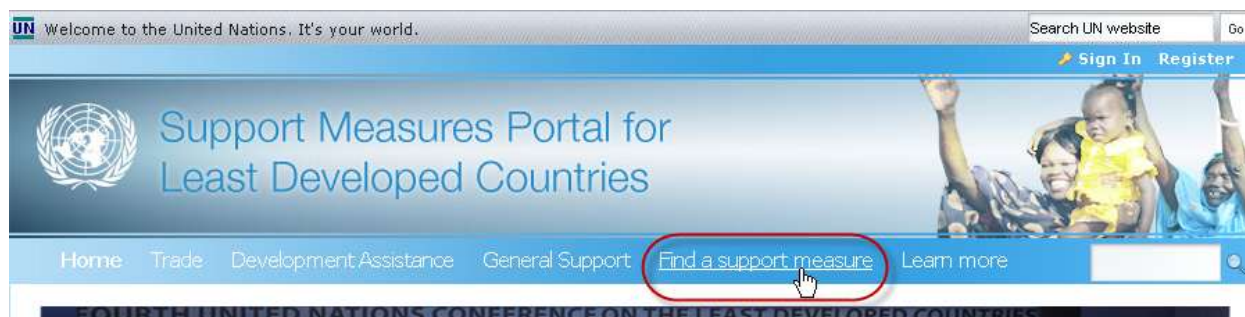 UN Welcome to the United Nations. It's your world. Search UN website Go
Sign In Register
Support Measures Portal for
Least Developed Countries
Home Trade Development Assistance General Support Find a support measure Learn more
FOURTH UNITED NATIONS CONFERENCE ON THE LEAST DEVELOPED COUNTRIES